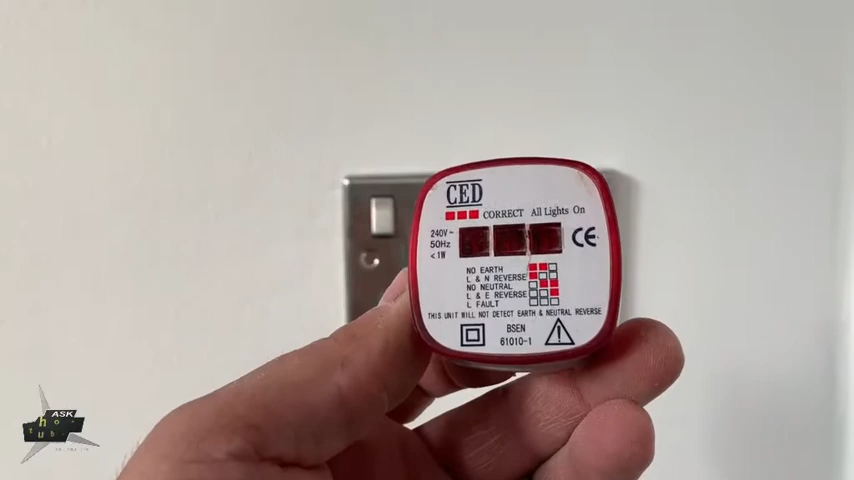 CED
CORRECT All Lights On
240V~
50Hz
<1W
CE
NO EARTH
L & N REVERSE
NO NEUTRAL
L & E REVERSE
L FAULT
THIS UNIT WILL NOT DETECT EARTH & NEUTRAL REVERSE
BSEN
61010-1
ASK